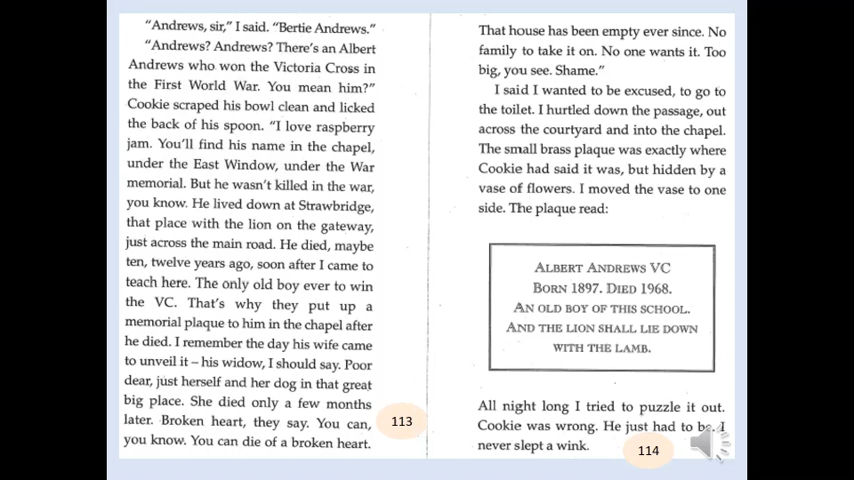 “Andrews, sir,” I said. “Bertie Andrews.”
“Andrews? Andrews? There’s an Albert
Andrews who won the Victoria Cross in
the First World War. You mean him?”
Cookie scraped his bowl clean and licked
the back of his spoon. “I love raspberry
jam. You’ll find his name in the chapel,
under the East Window, under the War
memorial. But he wasn’t killed in the war,
you know. He lived down at Strawbridge,
that place with the lion on the gateway,
just across the main road. He died, maybe
ten, twelve years ago, soon after I came to
teach here. The only old boy ever to win
the VC. That’s why they put up a
memorial plaque to him in the chapel after
he died. I remember the day his wife came
to unveil it – his widow, I should say. Poor
dear, just herself and her dog in that great
big place. She died only a few months
later. Broken heart, they say. You can,
you know. You can die of a broken heart.
113
That house has been empty ever since. No
family to take it on. No one wants it. Too
big, you see. Shame.”
I said I wanted to be excused, to go to
the toilet. I hurtled down the passage, out
across the courtyard and into the chapel.
The small brass plaque was exactly where
Cookie had said it was, but hidden by a
vase of flowers. I moved the vase to one
side. The plaque read:
ALBERT ANDREWS VC
BORN 1897. DIED 1968.
AN OLD BOY OF THIS SCHOOL.
AND THE LION SHALL LIE DOWN
WITH THE LAMB.
All night long I tried to puzzle it out.
Cookie was wrong. He just had to be. I
never slept a wink.
114